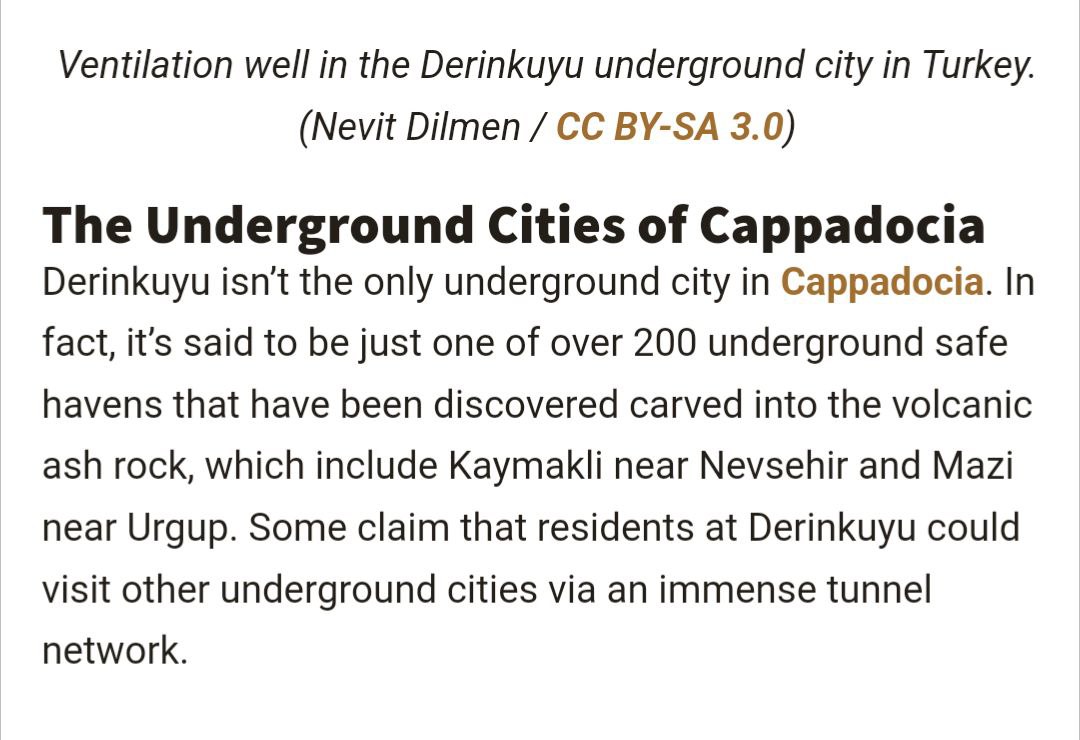 Ventilation well in the Derinkuyu underground city in Turkey.
(Nevit Dilmen / CC BY-SA 3.0)
The Underground Cities of Cappadocia
Derinkuyu isn’t the only underground city in Cappadocia. In
fact, it’s said to be just one of over 200 underground safe
havens that have been discovered carved into the volcanic
ash rock, which include Kaymakli near Nevsehir and Mazi
near Urgup. Some claim that residents at Derinkuyu could
visit other underground cities via an immense tunnel
network.